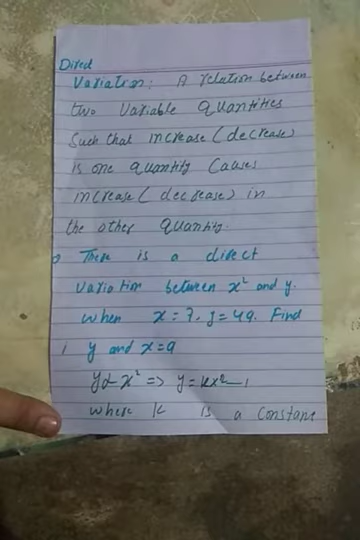 Dired
Variation: A relation between
two Variable Quantities
Such that increase (decrease)
is one quantity Causes
increase (decrease) in
the other Quantity.
There is a direct
Variation between x² and y.
when x = 7. y = 49. Find
y and x = 9
y ∝ x² => y = kx² — 1
where k is a Constant